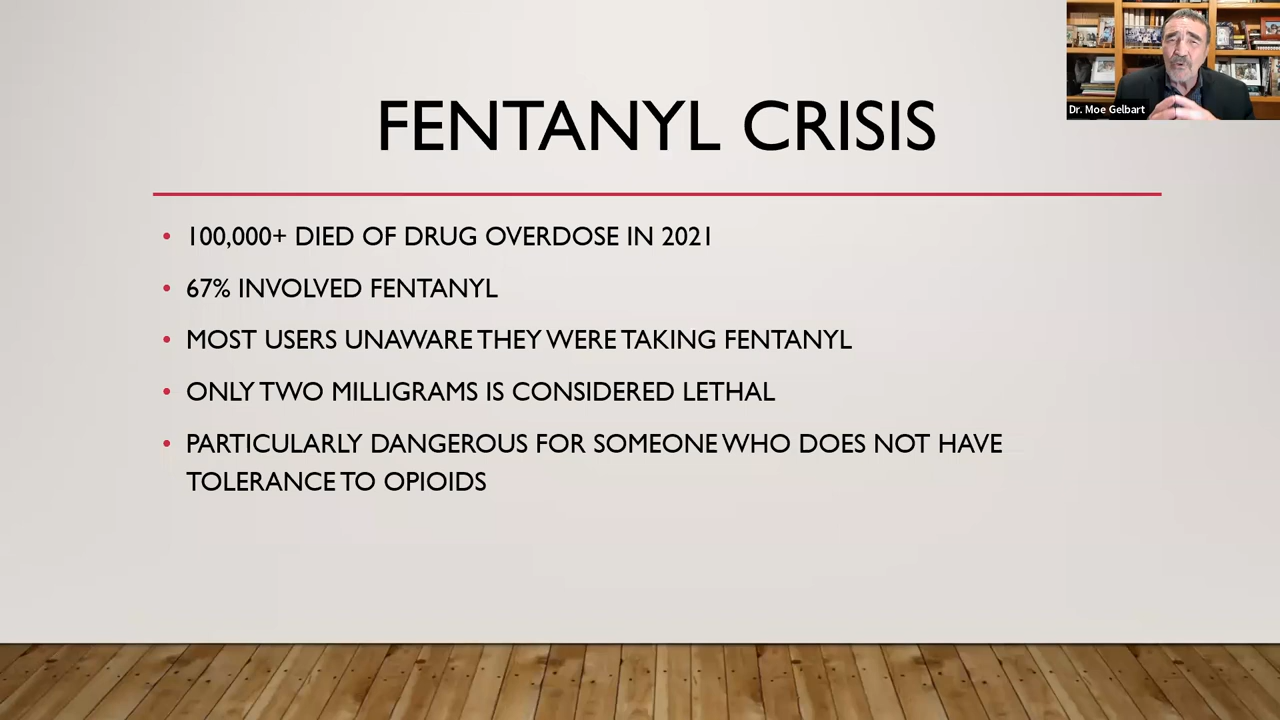 FENTANYL CRISIS
Dr. Moe Gelbart
• 100,000+ DIED OF DRUG OVERDOSE IN 2021
• 67% INVOLVED FENTANYL
• MOST USERS UNAWARE THEY WERE TAKING FENTANYL
• ONLY TWO MILLIGRAMS IS CONSIDERED LETHAL
• PARTICULARLY DANGEROUS FOR SOMEONE WHO DOES NOT HAVE
TOLERANCE TO OPIOIDS